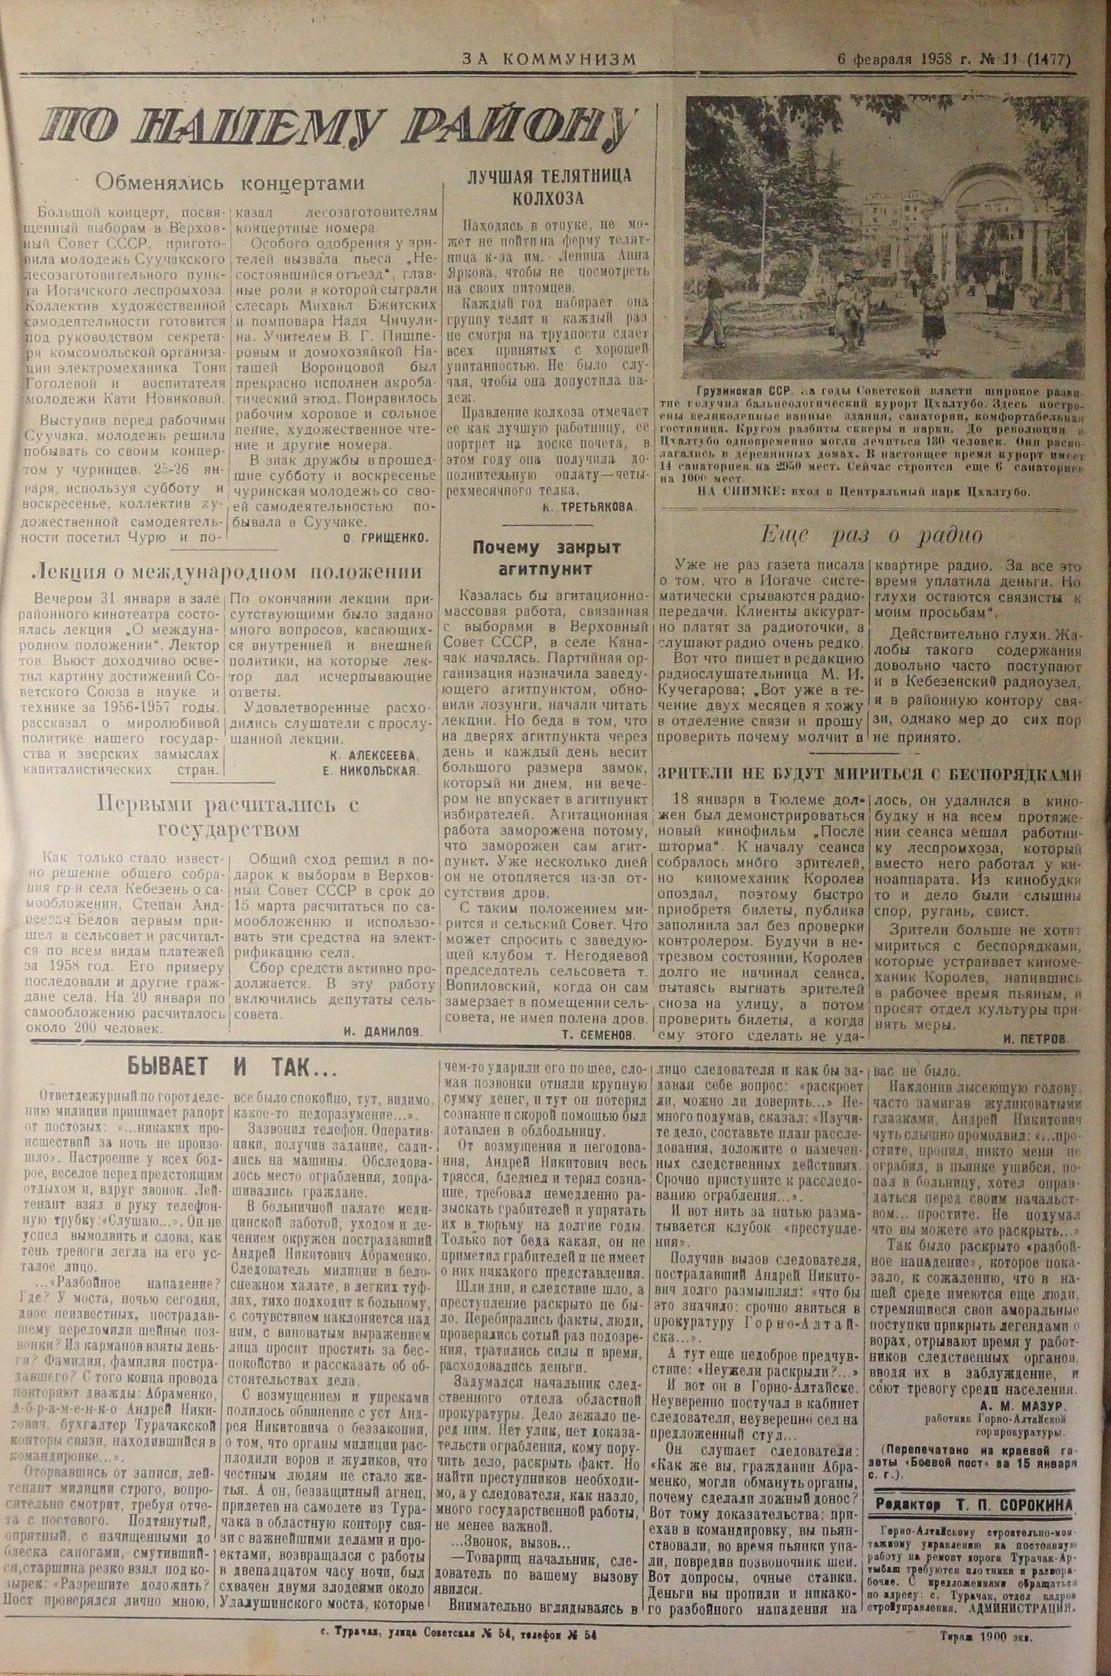 ЗА КОММУНИЗМ
6 февраля 1958 г. № 11 (1477)
ПО НАШЕМУ РАЙОНУ
Обменялись концертами
Большой концерт, посвя-
щенный выборам в Верхов-
ный Совет СССР, пригото-
вила молодежь Суучакского
лесозаготовительного пунк-
та Иогачского леспромхоза.
Коллектив художественной
самодеятельности готовится
под руководством секрета-
ря комсомольской организа-
ции электромеханика Тони
Гоголевой и воспитателя
молодежи Кати Новиковой.
Выступив перед рабочими
Суучака, молодежь решила
побывать со своим концер-
том у чуринцев. 25-26 ян-
варя, используя субботу и
воскресенье, коллектив ху-
дожественной самодеятель-
ности посетил Чурю и по-
казал лесозаготовителям
концертные номера.
Особого одобрения у зри-
телей вызвала пьеса „Не-
состоявшийся отъезд“, глав-
ные роли в которой сыграли
слесарь Михаил Бжитских
и помповара Надя Чичули-
на. Учителем В. Г. Пишпе-
ровым и домохозяйкой На-
ташей Воронцовой был
прекрасно исполнен акроба-
тический этюд. Понравилось
рабочим хоровое и сольное
пение, художественное чте-
ние и другие номера.
В знак дружбы в прошед-
шие субботу и воскресенье
чуринская молодежь со сво-
ей самодеятельностью по-
бывала в Суучаке.
О. ГРИЩЕНКО.
Лекция о международном положении
Вечером 31 января в зале
районного кинотеатра состо-
ялась лекция „О междуна-
родном положении“. Лектор
тов. Вьюст доходчиво осве-
тил картину достижений Со-
ветского Союза в науке и
технике за 1956-1957 годы,
рассказал о миролюбивой
политике нашего государ-
ства и зверских замыслах
капиталистических стран.
По окончании лекции при-
сутствующими было задано
много вопросов, касающих-
ся внутренней и внешней
политики, на которые лек-
тор дал исчерпывающие
ответы.
Удовлетворенные расхо-
дились слушатели с прослу-
шанной лекции.
К. АЛЕКСЕЕВА,
Е. НИКОЛЬСКАЯ.
Первыми расчитались с
государством
Как только стало извест-
но решение общего собра-
ния гр-н села Кебезень о са-
мообложении, Степан Анд-
реевич Белов первым при-
шел в сельсовет и расчитал-
ся по всем видам платежей
за 1958 год. Его примеру
последовали и другие граж-
дане села. На 20 января по
самообложению расчиталось
около 200 человек.
Общий сход решил в по-
дарок к выборам в Верхов-
ный Совет СССР в срок до
15 марта расчитаться по са-
мообложению и использо-
вать эти средства на элект-
рификацию села.
Сбор средств активно про-
должается. В эту работу
включились депутаты сель-
совета.
И. ДАНИЛОВ.
ЛУЧШАЯ ТЕЛЯТНИЦА
КОЛХОЗА
Находясь в отпуке, не мо-
жет не пойти на ферму телят-
ница к-за им. Ленина Анна
Яркова, чтобы не посмотреть
на своих питомцев.
Каждый год набирает она
группу телят и каждый раз
не смотря на трудности сдает
всех принятых с хорошей
упитанностью. Не было слу-
чая, чтобы она допустила па-
деж.
Правление колхоза отмечает
ее как лучшую работницу, ее
портрет на доске почета, в
этом году она получила до-
полнительную оплату—четы-
рехмесячного телка.
К. ТРЕТЬЯКОВА.
Почему закрыт
агитпункт
Казалась бы агитационно-
массовая работа, связанная
с выборами в Верховный
Совет СССР, в селе Кана-
чак началась. Партийная ор-
ганизация назначила заведу-
ющего агитпунктом, обно-
вили лозунги, начали читать
лекции. Но беда в том, что
на дверях агитпункта через
день и каждый день весит
большого размера замок,
который ни днем, ни вече-
ром не впускает в агитпункт
избирателей. Агитационная
работа заморожена потому,
что заморожен сам агит-
пункт. Уже несколько дней
он не отопляется из-за от-
сутствия дров.
С таким положением ми-
рится и сельский Совет. Что
может спросить с заведую-
щей клубом т. Негодяевой
председатель сельсовета т.
Вопиловский, когда он сам
замерзает в помещении сель-
совета, не имея полена дров.
Т. СЕМЕНОВ.
Грузинская ССР. За годы Советской власти широкое разви-
тие получил бальнеологический курорт Цхалтубо. Здесь постро-
ены великолепные ванные здания, санатории, комфортабельная
гостиница. Кругом разбиты скверы и парки. До революции в
Цхалтубо одновременно могли лечиться 130 человек. Они распо-
лагались в деревянных домах. В настоящее время курорт имеет
14 санаториев на 2950 мест. Сейчас строится еще 6 санаториев
на 1000 мест.
НА СНИМКЕ: вход в Центральный парк Цхалтубо.
Еще раз о радио
Уже не раз газета писала
о том, что в Иогаче систе-
матически срываются радио-
передачи. Клиенты аккурат-
но платят за радиоточки, а
слушают радио очень редко.
Вот что пишет в редакцию
радиослушательница М. И.
Кучегарова; „Вот уже в те-
чение двух месяцев я хожу
в отделение связи и прошу
проверить почему молчит в
квартире радио. За все это
время уплатила деньги. Но
глухи остаются связисты к
моим просьбам“.
Действительно глухи. Жа-
лобы такого содержания
довольно часто поступают
и в Кебезенский радиоузел,
и в районную контору свя-
зи, однако мер до сих пор
не принято.
ЗРИТЕЛИ НЕ БУДУТ МИРИТЬСЯ С БЕСПОРЯДКАМИ
18 января в Тюлеме дол-
жен был демонстрироваться
новый кинофильм „После
шторма“. К началу сеанса
собралось много зрителей,
но киномеханик Королев
опоздал, поэтому быстро
приобретя билеты, публика
заполнила зал без проверки
контролером. Будучи в не-
трезвом состоянии, Королев
долго не начинал сеанса,
пытаясь выгнать зрителей
сноза на улицу, а потом
проверить билеты, а когда
ему этого сделать не уда-
лось, он удалился в кино-
будку и на всем протяже-
нии сеанса мешал работни-
ку леспромхоза, который
вместо него работал у ки-
ноаппарата. Из кинобудки
то и дело были слышны
спор, ругань, свист.
Зрители больше не хотят
мириться с беспорядками,
которые устраивает киноме-
ханик Королев, напившись
в рабочее время пьяным, и
просят отдел культуры при-
нять меры.
И. ПЕТРОВ.
БЫВАЕТ И ТАК...
Ответдежурный по горотделе-
нию милиции принимает рапорт
от постовых: «...никаких про-
исшествий за ночь не произо-
шло». Настроение у всех бод-
рое, веселое перед предстоящим
отдыхом и, вдруг звонок. Лей-
тенант взял в руку телефон-
ную трубку: «Слушаю...». Он не
успел вымолвить и слова, как
тень тревоги легла на его ус-
талое лицо.
...«Разбойное нападение?
Где? У моста, ночью сегодня,
двое неизвестных, пострадав-
шему переломили шейные поз-
вонки? Из карманов взяты день-
ги? Фамилия, фамилия постра-
давшего? С того конца провода
повторяют дважды: Абраменко,
А-б-р-а-м-е-н-к-о Андрей Ники-
тович, бухгалтер Турачакской
конторы связи, находившийся в
командировке...».
Оторвавшись от записи, лей-
тенант милиции строго, вопро-
сительно смотрит, требуя отче-
та с постового. Подтянутый,
опрятный, с начищенными до
блеска сапогами, смутивший-
ся, старшина резко взял под ко-
зырек: «Разрешите доложить?
Пост проверялся лично мною,
все было спокойно, тут, видимо,
какое-то недоразумение...».
Зазвонил телефон. Оператив-
ники, получив задание, сади-
лись на машины. Обследова-
лось место ограбления, допра-
шивались граждане.
В больничной палате меди-
цинской заботой, уходом и ле-
чением окружен пострадавший
Андрей Никитович Абраменко.
Следователь милиции в бело-
снежном халате, в легких туф-
лях, тихо подходит к больному,
с сочувствием наклоняется над
ним, с виноватым выражением
лица просит простить за бес-
покойство и рассказать об об-
стоятельствах дела.
С возмущением и упреками
полилось обвинение с уст Анд-
рея Никитовича о беззаконии,
о том, что органы милиции рас-
плодили воров и жуликов, что
честным людям не стало жи-
тья. А он, беззащитный агнец,
прилетев на самолете из Тура-
чака в областную контору свя-
зи с важнейшими делами и про-
ектами, возвращался с работы
в двенадцатом часу ночи, был
схвачен двумя злодеями около
Улалушинского моста, которые
чем-то ударили его по шее, сло-
мав позвонки отняли крупную
сумму денег, и тут он потерял
сознание и скорой помощью был
дотавлен в облбольницу.
От возмущения и негодова-
ния, Андрей Никитович весь
трясся, бледнел и терял созна-
ние, требовал немедленно ра-
зыскать грабителей и упрятать
их в тюрьму на долгие годы.
Только вот беда какая, он не
приметил грабителей и не имеет
о них никакого представления.
Шли дни, и следствие шло, а
преступление раскрыто не бы-
ло. Перебирались факты, люди,
проверялись сотый раз подозре-
ния, тратились силы и время,
расходовались деньги.
Задумался начальник след-
ственного отдела областной
прокуратуры. Дело лежало пе-
ред ним. Нет улик, нет доказа-
тельств ограбления, кому пору-
чить дело, раскрыть факт. Но
найти преступников необходи-
мо, а у следователя, как назло,
много государственной работы,
не менее важной.
...Звонок, вызов...
—Товарищ начальник, сле-
дователь по вашему вызову
явился.
Внимательно вглядываясь в
лицо следователя и как бы за-
давая себе вопрос: «раскроет
ли, можно ли доверить...» Не-
много подумав, сказал: «Изучи-
те дело, составьте план рассле-
дования, доложите о намечен-
ных следственных действиях.
Срочно приступите к расследо-
ванию ограбления...».
И вот нить за нитью разма-
тывается клубок «преступле-
ния».
Получив вызов следователя,
пострадавший Андрей Никито-
вич долго размышлял: «что бы
это значило: срочно явиться в
прокуратуру Горно-Алтай-
ска...».
А тут еще недоброе предчув-
ствие: «Неужели раскрыли?...»
И вот он в Горно-Алтайске.
Неуверенно постучал в кабинет
следователя, неуверенно сел на
предложенный стул...
Он слушает следователя:
«Как же вы, гражданин Абра-
менко, могли обмануть органы,
почему сделали ложный донос?
Вот тому доказательства: при-
ехав в командировку, вы пьян-
ствовали, во время пьянки упа-
ли, повредив позвоночник шеи.
Вот допросы, очные ставки.
Деньги вы пропили и никако-
го разбойного нападения на
вас не было.
Наклонив лысеющую голову,
часто замигав жуликоватыми
глазками, Андрей Никитович
чуть слышно промолвил: «...про-
стите, пропил, никто меня не
ограбил, в пьянке ушибся, по-
пал в больницу, хотел оправ-
даться перед своим начальст-
вом... простите. Не подумал
что вы можете это раскрыть...»
Так было раскрыто «разбой-
ное нападение», которое пока-
зало, к сожалению, что в на-
шей среде имеются еще люди,
стремящиеся свои аморальные
поступки прикрыть легендами о
ворах, отрывают время у работ-
ников следственных органов,
вводя их в заблуждение, и
сеют тревогу среди населения.
А. М. МАЗУР.
работник Горно-Алтайской
горпрокуратуры.
(Перепечатано из краевой га-
зеты «Боевой пост» за 15 января
с. г.).
Редактор Т. П. СОРОКИНА
Горно-Алтайскому строительно-мон-
тажному управлению на постоянную
работу на ремонт дороги Турачак-Ар-
тыбаш требуются плотники и разнора-
бочие. С предложениями обращаться
по адресу: с. Турачак, отдел кадров
стройуправления. АДМИНИСТРАЦИЯ.
с. Турачак, улица Советская № 54, телефон № 54
Тираж 1900 экз.